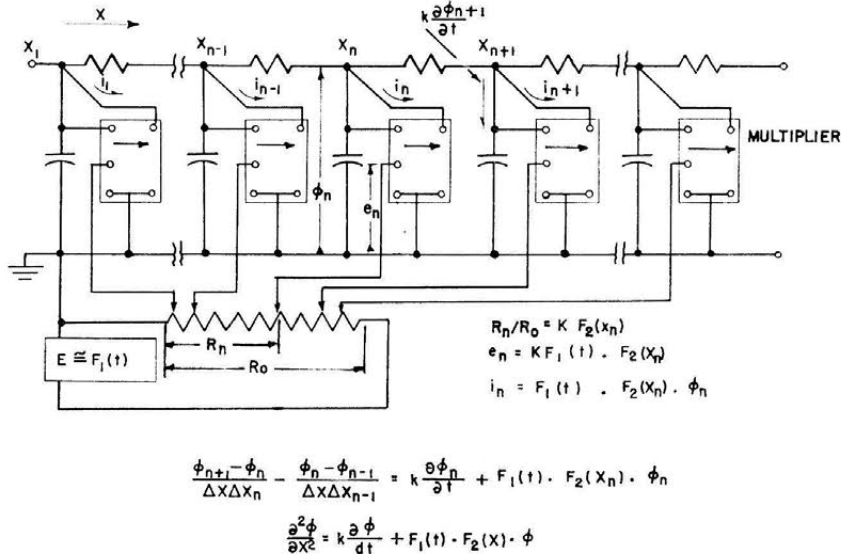 X
k ∂ϕn+1/∂t
X1
Xn-1
Xn
Xn+1
i1
in-1
in
in+1
MULTIPLIER
ϕn
en
Rn
Ro
E ≅ F1(t)
Rn/Ro = K F2(xn)
en = KF1(t) . F2(Xn)
in = F1(t) . F2(Xn) . ϕn
ϕn+1-ϕn/ΔXΔXn - ϕn-ϕn-1/ΔXΔXn-1 = k ∂ϕn/∂t + F1(t) . F2(Xn) . ϕn
∂²ϕ/∂X² = k ∂ϕ/dt + F1(t) . F2(X) . ϕ